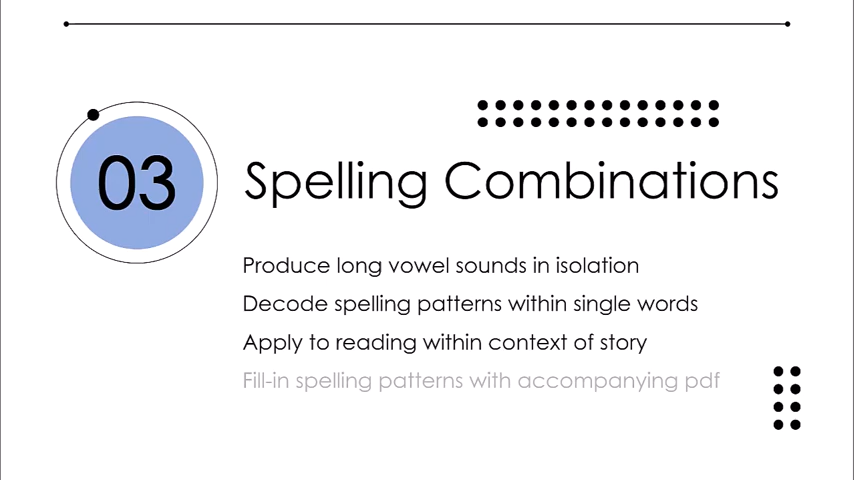 03
Spelling Combinations
Produce long vowel sounds in isolation
Decode spelling patterns within single words
Apply to reading within context of story
Fill-in spelling patterns with accompanying pdf